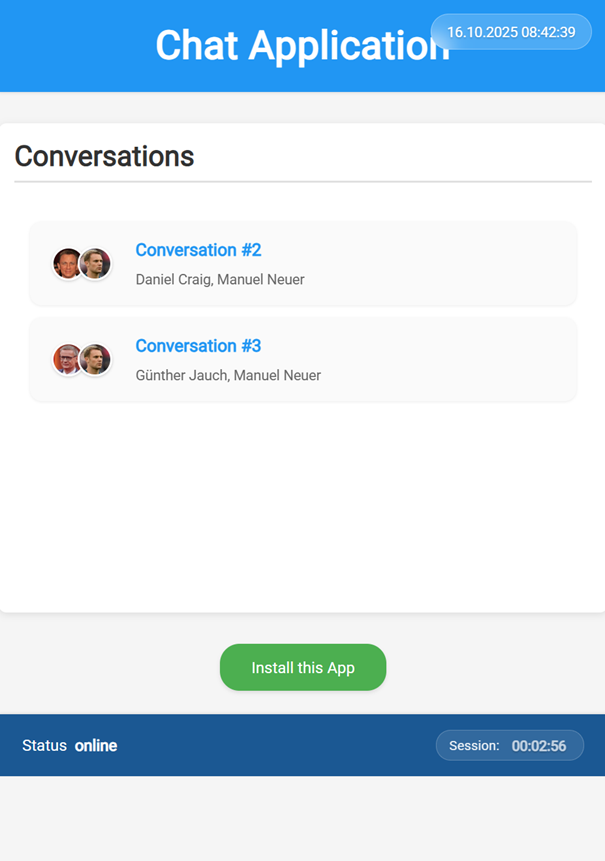 Chat Application
16.10.2025 08:42:39
Conversations
Conversation #2
Daniel Craig, Manuel Neuer
Conversation #3
Günther Jauch, Manuel Neuer
Install this App
Status online
Session: 00:02:56